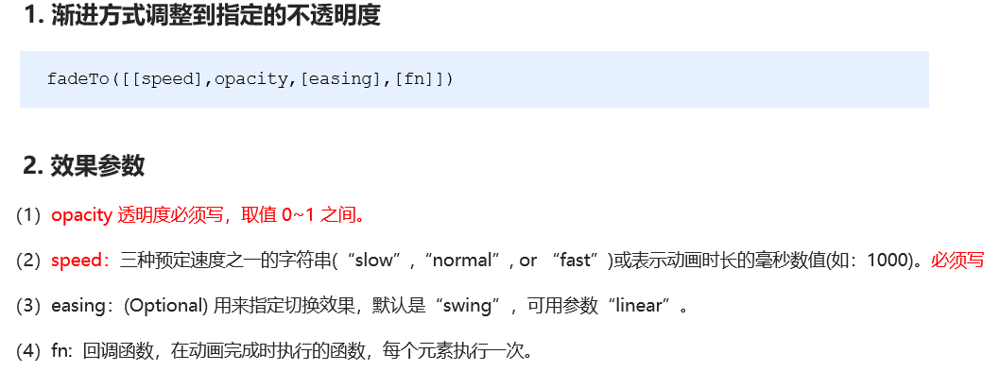 1. 渐进方式调整到指定的不透明度
fadeTo([[speed],opacity,[easing],[fn]])
2. 效果参数
(1) opacity 透明度必须写，取值 0~1 之间。
(2) speed：三种预定速度之一的字符串(“slow”,“normal”, or “fast”)或表示动画时长的毫秒数值(如：1000)。必须写
(3) easing：(Optional) 用来指定切换效果，默认是“swing”，可用参数“linear”。
(4) fn: 回调函数，在动画完成时执行的函数，每个元素执行一次。